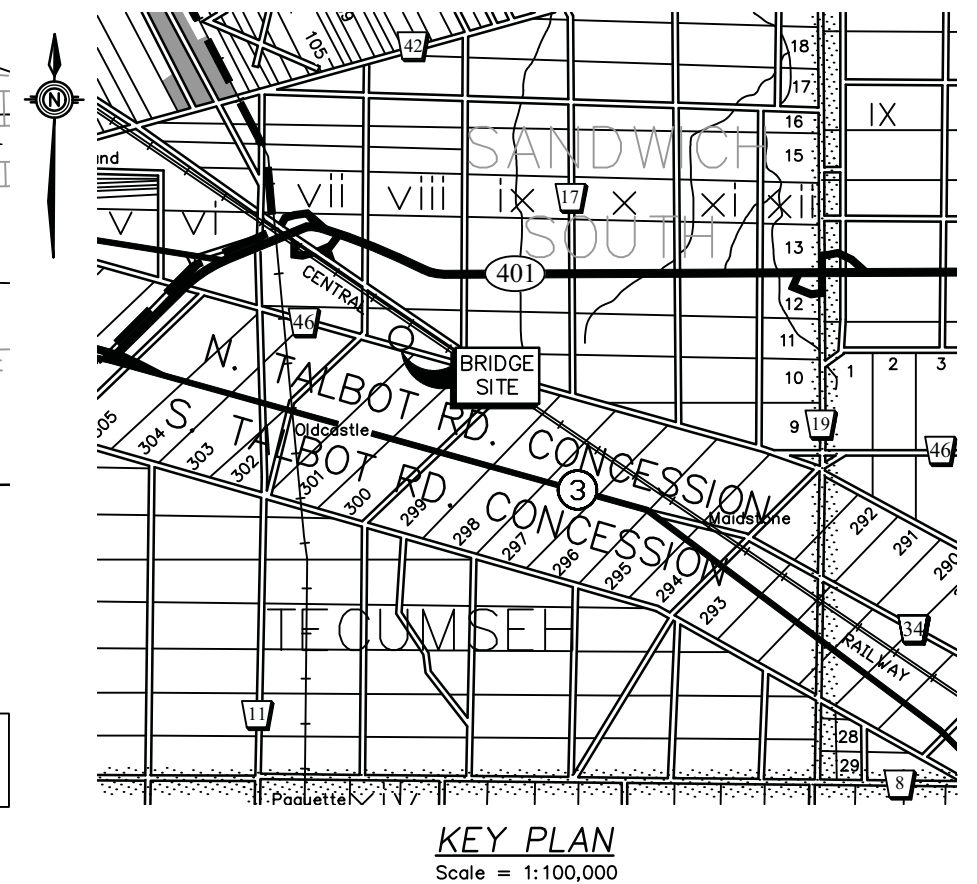 105
42
18
17
16
IX
N
SANDWICH
15
vii viii ix x xi xii
17
v vi
SOUTH
13
401
CENTRAL
12
46
11
BRIDGE
SITE
10
1 2 3
N. TALBOT RD. CONCESSION
305
304
303
302
301
300
299
298
297
296
295
294
293
S. TALBOT RD. CONCESSION
Oldcastle
9
19
46
3
Maidstone
292
291
290
TECUMSEH
34
RAILWAY
11
28
29
8
Paquette
KEY PLAN
Scale = 1:100,000